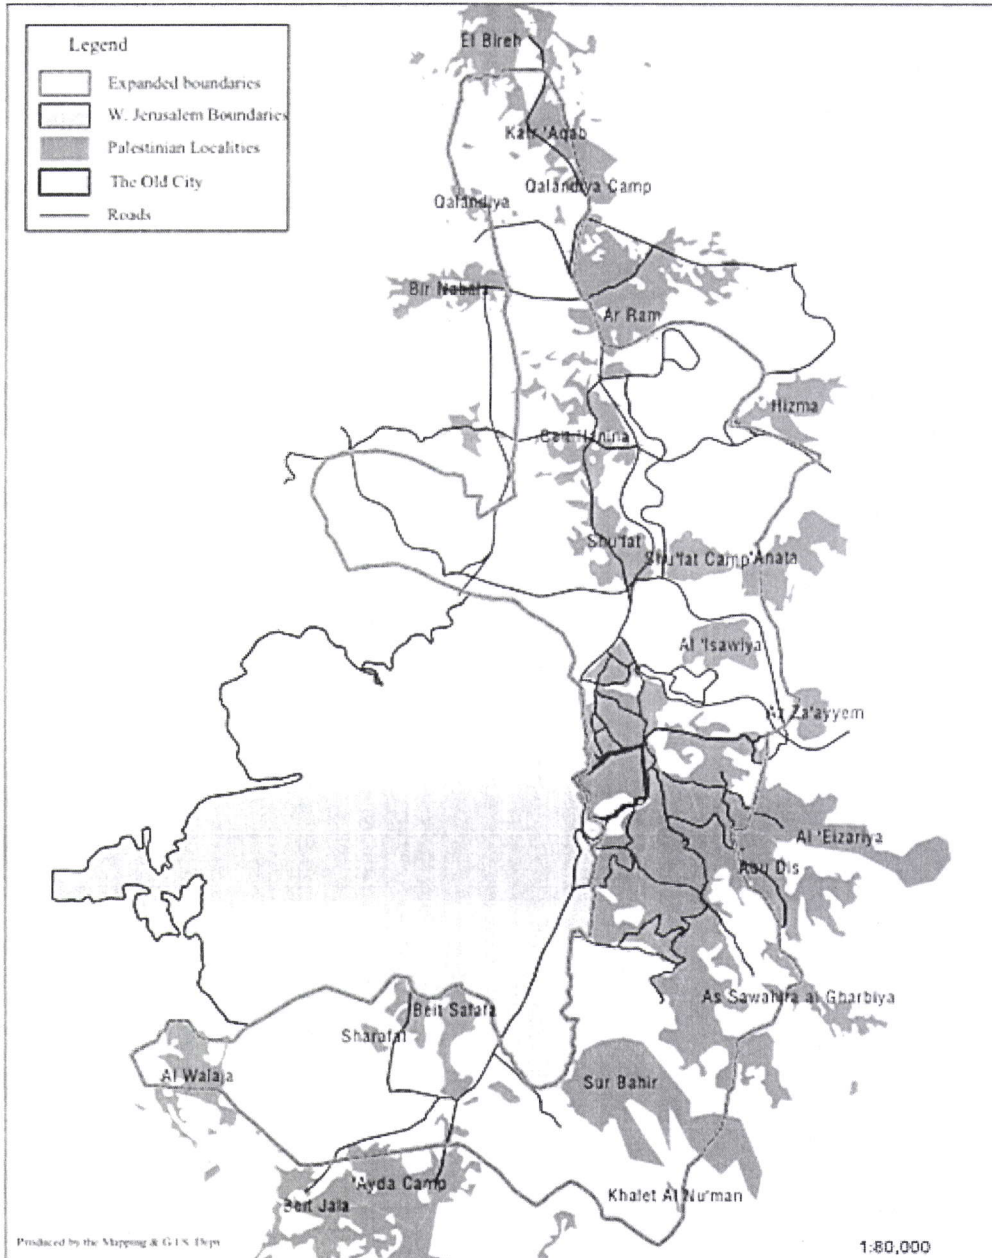 Legend
Expanded boundaries
W. Jerusalem Boundaries
Palestinian Localities
The Old City
Roads
El Bireh
Kafr 'Aqab
Qalandiya Camp
Qalandiya
Bir Nabala
Ar Ram
Hizma
Beit Hanina
Shu'fat
Shu'fat Camp
'Anata
Al 'Isawiya
Az Za'ayyem
Al 'Eizariya
Abu Dis
As Sawahira al Gharbiya
Beit Safafa
Sharafat
Al Walaja
Sur Bahir
'Ayda Camp
Beit Jala
Khalet Al Nu'man
Produced by the Mapping & G.I.S. Dept
1:80,000